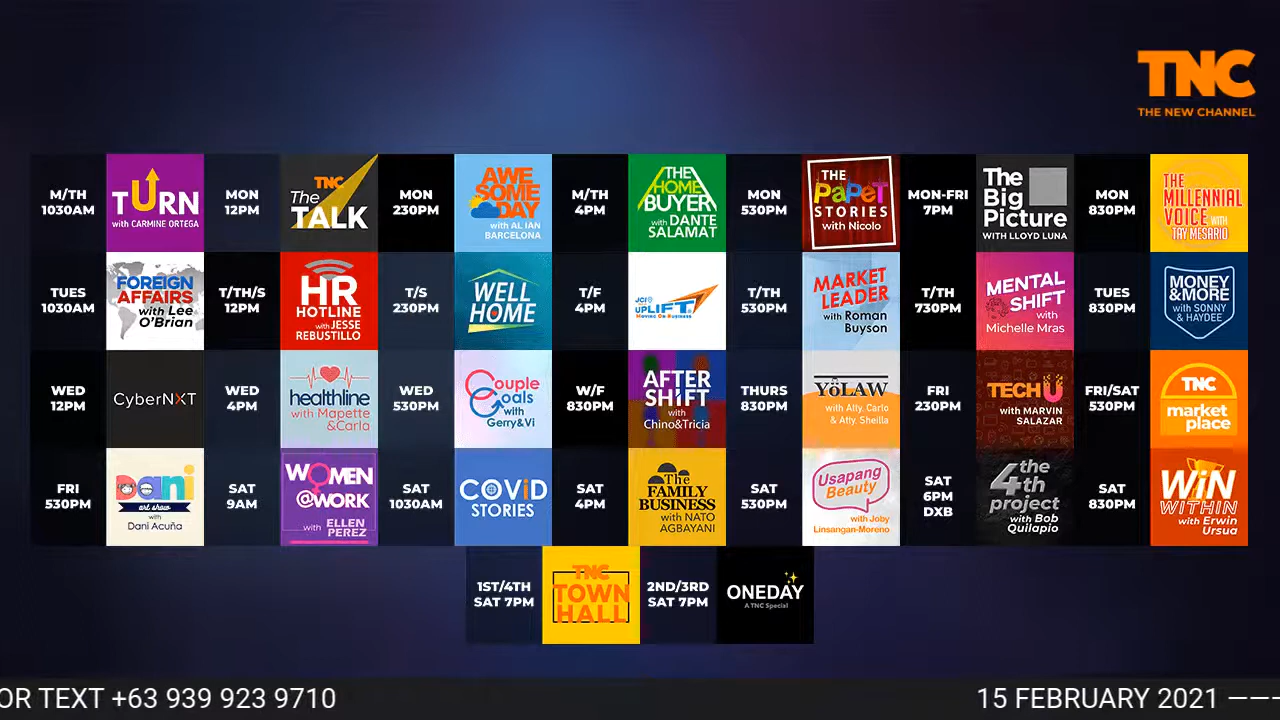 TNC
THE NEW CHANNEL
M/TH
1030AM
TURN
with CARMINE ORTEGA
MON
12PM
TNC
The
TALK
MON
230PM
AWE
SOME
DAY
with AL IAN
BARCELONA
M/TH
4PM
THE
HOME
BUYER
with DANTE
SALAMAT
MON
530PM
THE
PaPeT
STORIES
with Nicolo
MON-FRI
7PM
The
Big
Picture
WITH LLOYD LUNA
MON
830PM
THE
MILLENNIAL
VOICE WITH
TAY MESARIO
TUES
1030AM
FOREIGN
AFFAIRS
with Lee
O'Brian
T/TH/S
12PM
HR
HOTLINE
with JESSE
REBUSTILLO
T/S
230PM
WELL
HOME
T/F
4PM
JCI
UPLIFT
MOVING ON BUSINESS
T/TH
530PM
MARKET
LEADER
with Roman
Buyson
T/TH
730PM
MENTAL
SHIFT
with
Michelle Mras
TUES
830PM
MONEY
&MORE
with SONNY
& HAYDEE
WED
12PM
CyberNXT
WED
4PM
healthline
with Mapette
&Carla
WED
530PM
Couple
Goals
with
Gerry&Vi
W/F
830PM
AFTER
SHIFT
with
Chino&Tricia
THURS
830PM
YöLAW
with Atty. Carlo
& Atty. Sheilla
FRI
230PM
TECHU
with MARVIN
SALAZAR
FRI/SAT
530PM
TNC
market
place
FRI
530PM
Dani
art show
with
Dani Acuña
SAT
9AM
WOMEN
@WORK
with ELLEN
PEREZ
SAT
1030AM
COViD
STORIES
SAT
4PM
The
FAMILY
BUSINESS
with NATO
AGBAYANI
SAT
530PM
Usapang
Beauty
with Joby
Linsangan-Moreno
SAT
6PM
DXB
the
4th
project
with Bob
Quilapio
SAT
830PM
WiN
WITHIN
with Erwin
Ursua
1ST/4TH
SAT 7PM
TNC
TOWN
HALL
2ND/3RD
SAT 7PM
ONEDAY
A TNC Special
OR TEXT +63 939 923 9710
15 FEBRUARY 2021 ———